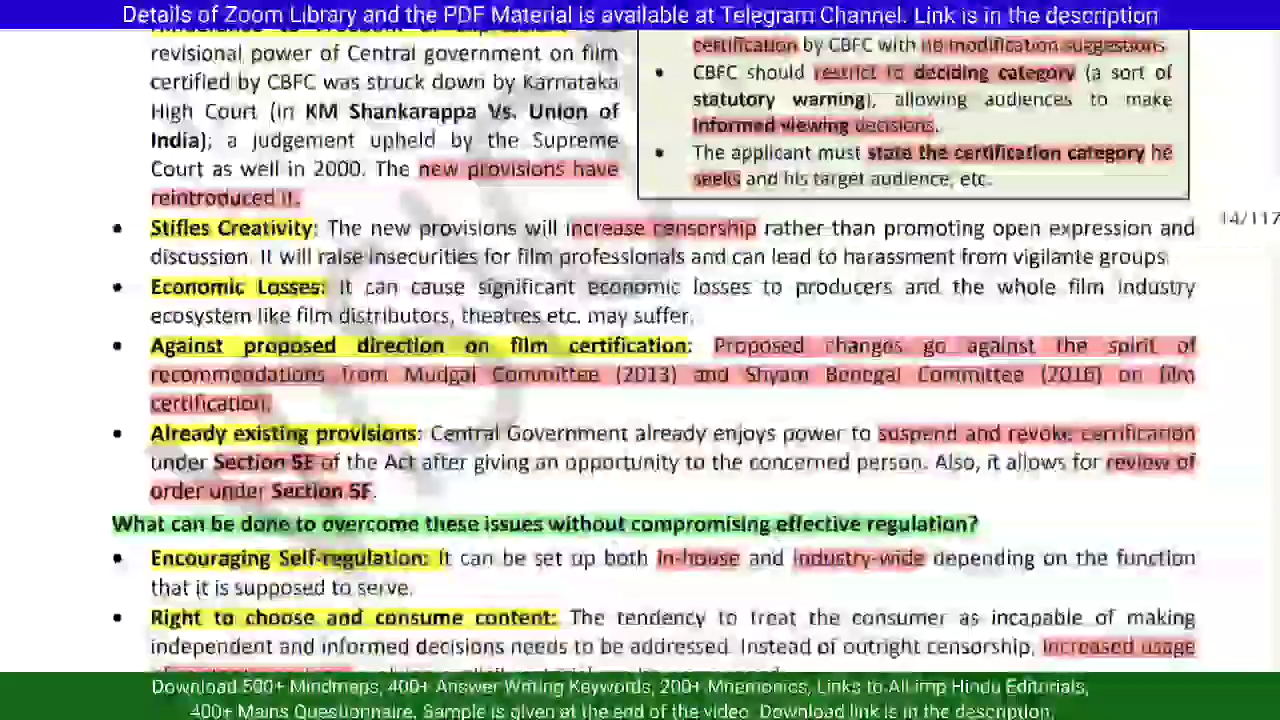 Details of Zoom Library and the PDF Material is available at Telegram Channel. Link is in the description
revisional power of Central government on film
certified by CBFC was struck down by Karnataka
High Court (in KM Shankarappa Vs. Union of
India); a judgement upheld by the Supreme
Court as well in 2000. The new provisions have
reintroduced it.
certification by CBFC with no modification suggestions.
• CBFC should restrict to deciding category (a sort of
statutory warning), allowing audiences to make
informed viewing decisions.
• The applicant must state the certification category he
seeks and his target audience, etc.
14/117
• Stifles Creativity: The new provisions will increase censorship rather than promoting open expression and
discussion. It will raise insecurities for film professionals and can lead to harassment from vigilante groups.
• Economic Losses: It can cause significant economic losses to producers and the whole film industry
ecosystem like film distributors, theatres etc. may suffer.
• Against proposed direction on film certification: Proposed changes go against the spirit of
recommendations from Mudgal Committee (2013) and Shyam Benegal Committee (2016) on film
certification.
• Already existing provisions: Central Government already enjoys power to suspend and revoke certification
under Section 5E of the Act after giving an opportunity to the concerned person. Also, it allows for review of
order under Section 5F.
What can be done to overcome these issues without compromising effective regulation?
• Encouraging Self-regulation: It can be set up both in-house and industry-wide depending on the function
that it is supposed to serve.
• Right to choose and consume content: The tendency to treat the consumer as incapable of making
independent and informed decisions needs to be addressed. Instead of outright censorship, increased usage
Download 500+ Mindmaps, 400+ Answer Writing Keywords, 200+ Mnemonics, Links to All imp Hindu Editorials,
400+ Mains Questionnaire. Sample is given at the end of the video. Download link is in the description.